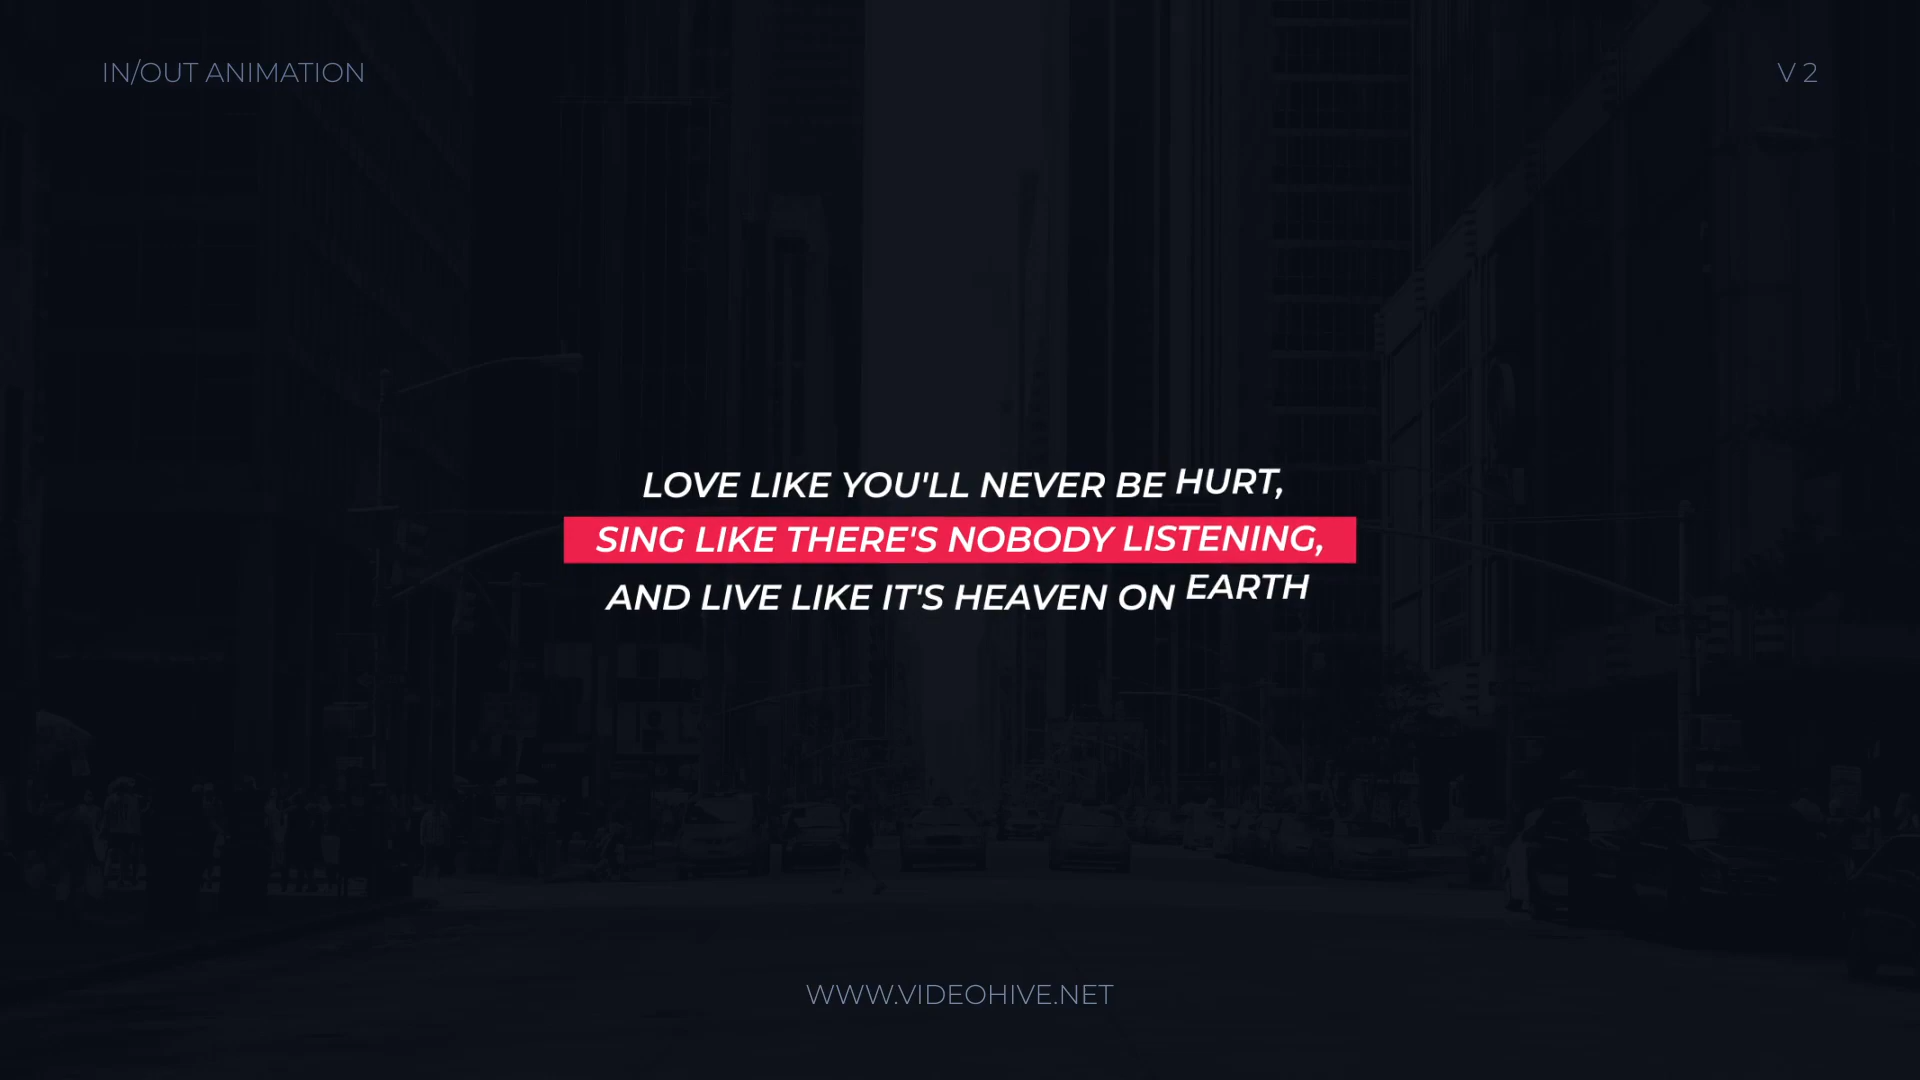 IN/OUT ANIMATION
V 2
LOVE LIKE YOU'LL NEVER BE HURT,
SING LIKE THERE'S NOBODY LISTENING,
AND LIVE LIKE IT'S HEAVEN ON EARTH
WWW.VIDEOHIVE.NET